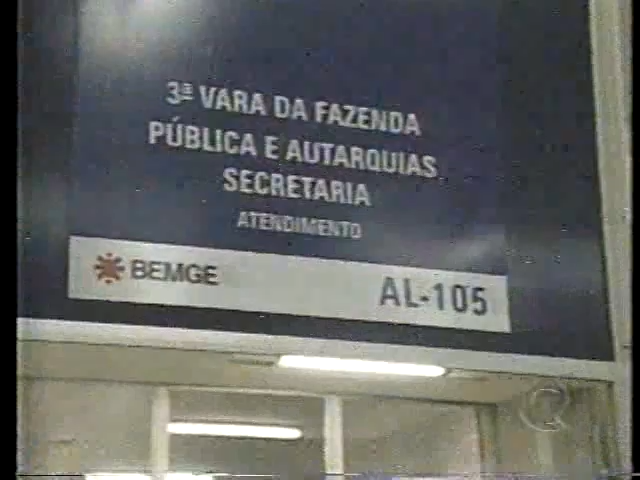 3ª VARA DA FAZENDA
PÚBLICA E AUTARQUIAS
SECRETARIA
ATENDIMENTO
BEMGE AL-105